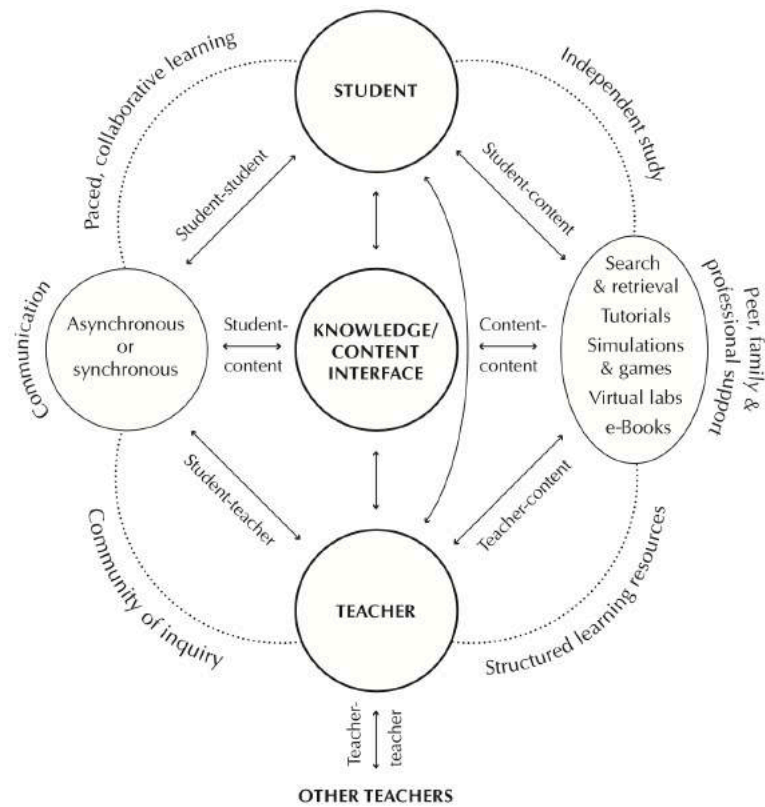 Paced, collaborative learning
STUDENT
Independent study
Student-student
Student-content
Communication
Asynchronous
or
synchronous
Student-
content
KNOWLEDGE/
CONTENT
INTERFACE
Content-
content
Search
& retrieval
Tutorials
Simulations
& games
Virtual labs
e-Books
Peer, family &
professional support
Student-teacher
Teacher-content
Community of inquiry
TEACHER
Structured learning resources
Teacher-
teacher
OTHER TEACHERS